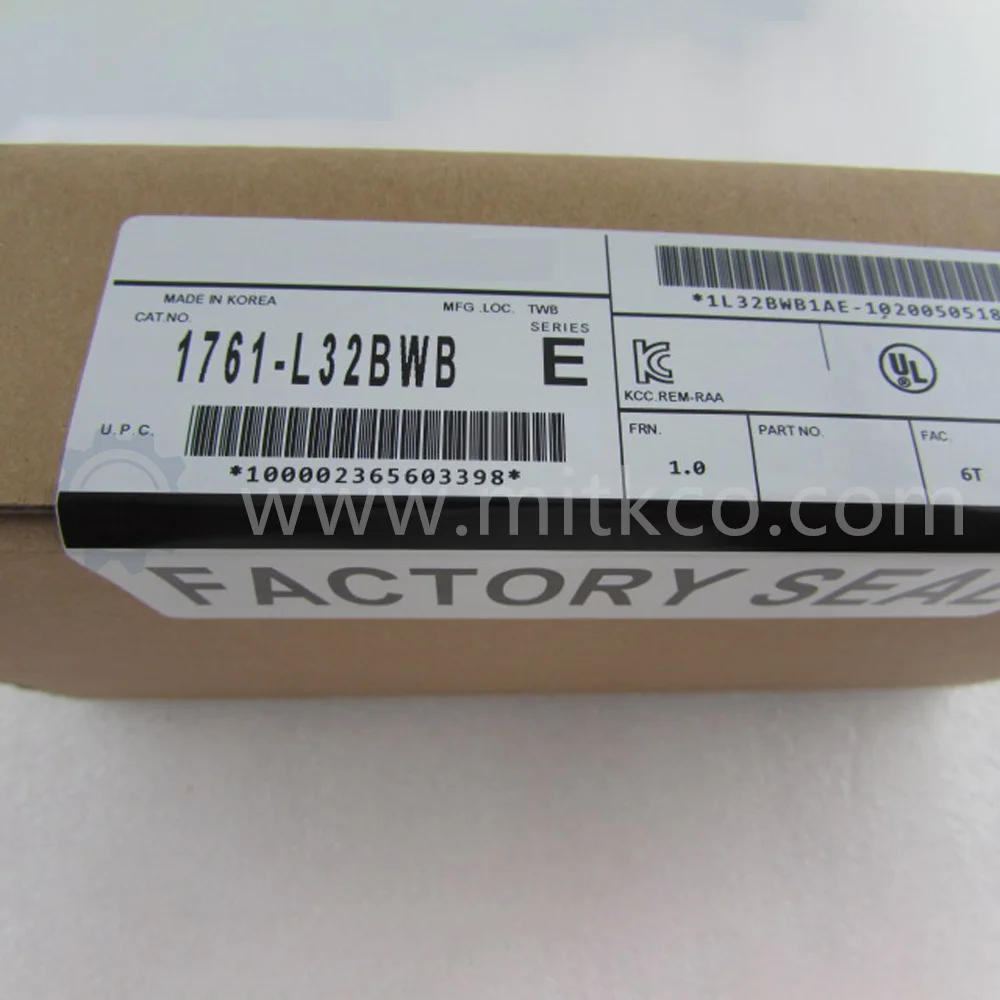 MADE IN KOREA
MFG .LOC. TWB
CAT.NO.
SERIES
1761-L32BWB
E
U.P.C.
*100002365603398*
*1L32BWB1AE-1020050518
KCC.REM-RAA
UL
FRN.
1.0
PART NO.
FAC.
6T
www.mitkco.com
FACTORY SEAL